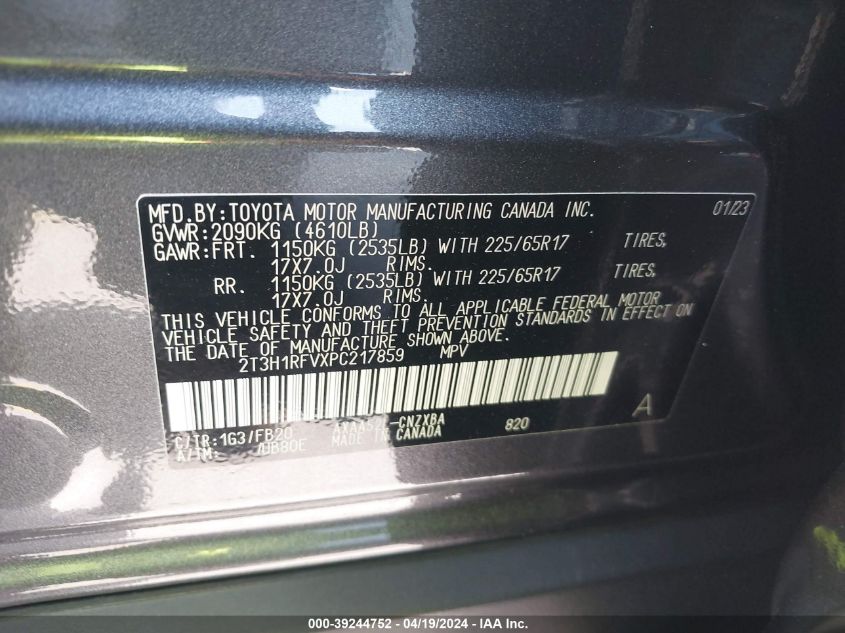 MFD.BY:TOYOTA MOTOR MANUFACTURING CANADA INC. 01/23
GVWR:2090KG (4610LB)
GAWR:FRT. 1150KG (2535LB) WITH 225/65R17 TIRES,
17X7.0J RIMS.
RR. 1150KG (2535LB) WITH 225/65R17 TIRES,
17X7.0J RIMS.
THIS VEHICLE CONFORMS TO ALL APPLICABLE FEDERAL MOTOR
VEHICLE SAFETY AND THEFT PREVENTION STANDARDS IN EFFECT ON
THE DATE OF MANUFACTURE SHOWN ABOVE.
2T3H1RFVXPC217859 MPV
C/TR:1G3/FB20 AXAA52L-CNZXBA 820 A
A/TM: /UB80E MADE IN CANADA
000-39244752 - 04/19/2024 - IAA Inc.